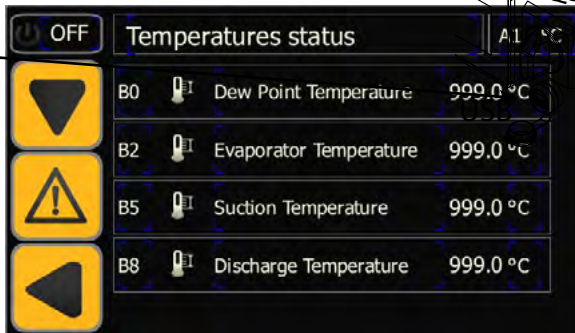 OFF Temperatures status A1 °C
B0 Dew Point Temperature 999.0 °C
USB
B2 Evaporator Temperature 999.0 °C
B5 Suction Temperature 999.0 °C
B8 Discharge Temperature 999.0 °C